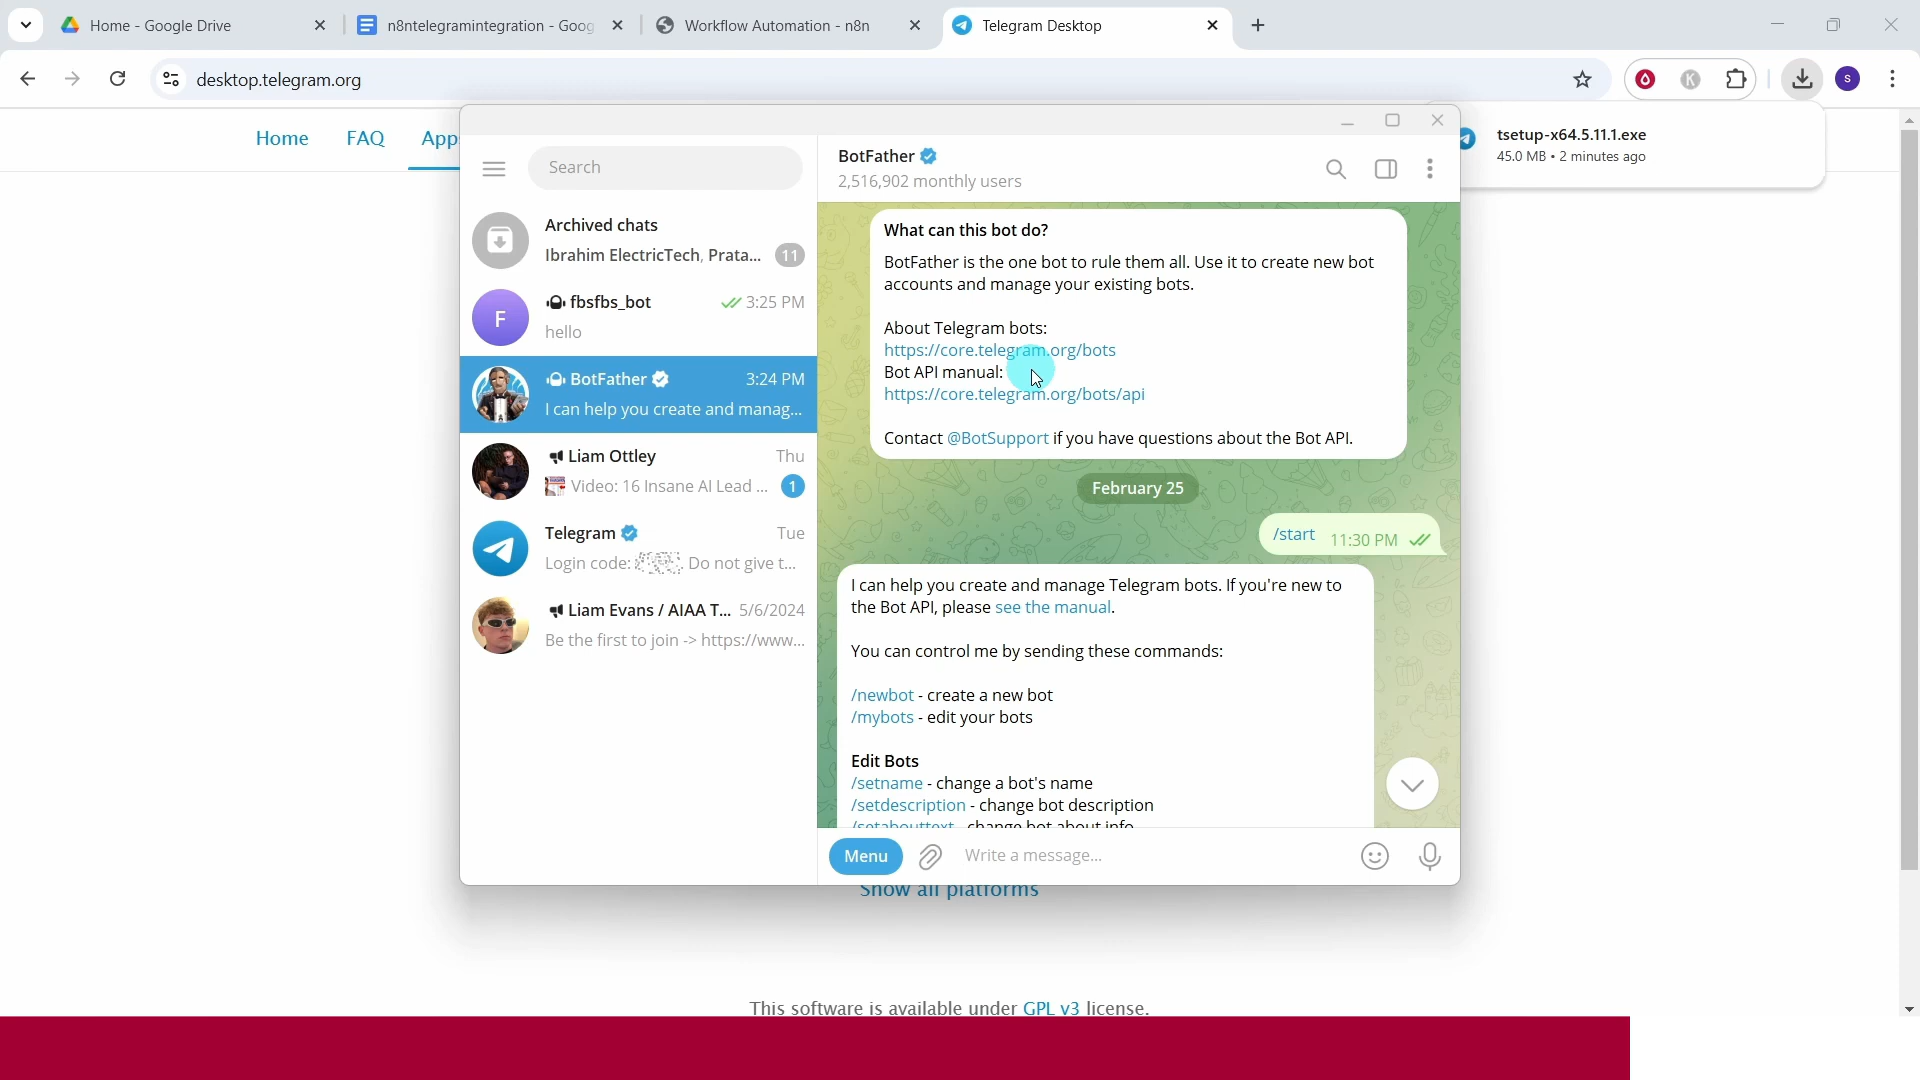 Home - Google Drive
n8ntelegramintegration - Goog
Workflow Automation - n8n
Telegram Desktop
desktop.telegram.org
K
s
Home
FAQ
Apps
tsetup-x64.5.11.1.exe
45.0 MB • 2 minutes ago
Search
BotFather
2,516,902 monthly users
Archived chats
Ibrahim ElectricTech, Prata...
11
F
fbsfbs_bot
3:25 PM
hello
BotFather
3:24 PM
I can help you create and manag...
Liam Ottley
Thu
Video: 16 Insane AI Lead ...
1
Telegram
Tue
Login code: . Do not give t...
Liam Evans / AIAA T...
5/6/2024
Be the first to join -> https://www...
What can this bot do?
BotFather is the one bot to rule them all. Use it to create new bot
accounts and manage your existing bots.
About Telegram bots:
https://core.telegram.org/bots
Bot API manual:
https://core.telegram.org/bots/api
Contact @BotSupport if you have questions about the Bot API.
February 25
/start 11:30 PM
I can help you create and manage Telegram bots. If you're new to
the Bot API, please see the manual.
You can control me by sending these commands:
/newbot - create a new bot
/mybots - edit your bots
Edit Bots
/setname - change a bot's name
/setdescription - change bot description
/setabouttext - change bot about info
Menu
Write a message...
Show all platforms
This software is available under GPL v3 license.